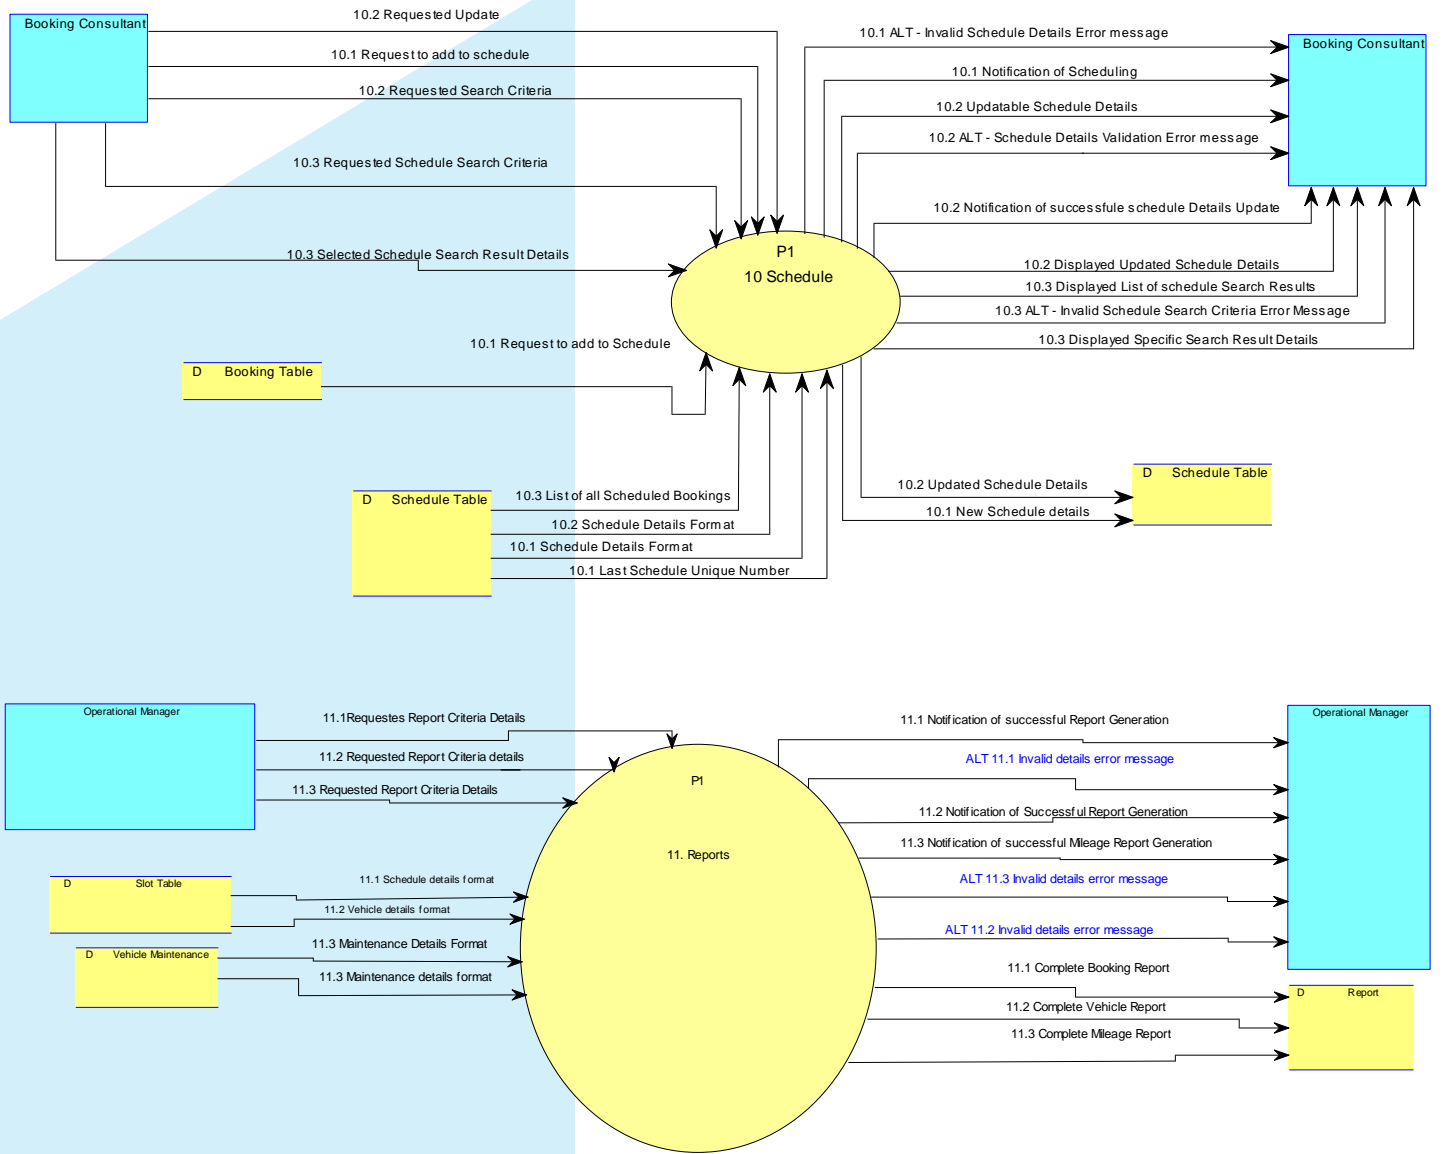 Booking Consultant
10.2 Requested Update
10.1 Request to add to schedule
10.2 Requested Search Criteria
10.3 Requested Schedule Search Criteria
10.3 Selected Schedule Search Result Details
10.1 ALT - Invalid Schedule Details Error message
Booking Consultant
10.1 Notification of Scheduling
10.2 Updatable Schedule Details
10.2 ALT - Schedule Details Validation Error message
10.2 Notification of successfule schedule Details Update
P1
10 Schedule
10.2 Displayed Updated Schedule Details
10.3 Displayed List of schedule Search Results
10.3 ALT - Invalid Schedule Search Criteria Error Message
10.3 Displayed Specific Search Result Details
10.1 Request to add to Schedule
D Booking Table
D Schedule Table
10.3 List of all Scheduled Bookings
10.2 Schedule Details Format
10.1 Schedule Details Format
10.1 Last Schedule Unique Number
10.2 Updated Schedule Details
10.1 New Schedule details
D Schedule Table
Operational Manager
11.1Requestes Report Criteria Details
11.2 Requested Report Criteria details
11.3 Requested Report Criteria Details
P1
11. Reports
11.1 Notification of successful Report Generation
Operational Manager
ALT 11.1 Invalid details error message
11.2 Notification of Successful Report Generation
11.3 Notification of successful Mileage Report Generation
ALT 11.3 Invalid details error message
ALT 11.2 Invalid details error message
D Slot Table
11.1 Schedule details format
11.2 Vehicle details format
D Vehicle Maintenance
11.3 Maintenance Details Format
11.3 Maintenance details format
11.1 Complete Booking Report
11.2 Complete Vehicle Report
11.3 Complete Mileage Report
D Report